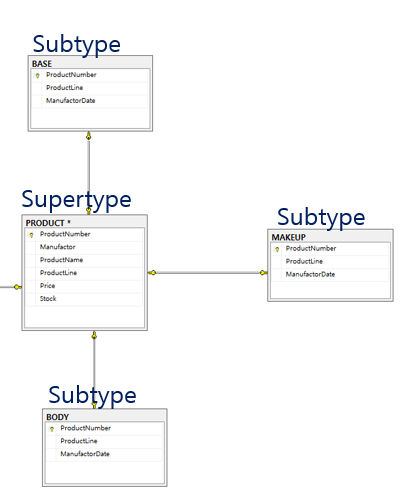 Subtype
BASE
ProductNumber
ProductLine
ManufactorDate
Supertype
PRODUCT *
ProductNumber
Manufactor
ProductName
ProductLine
Price
Stock
Subtype
MAKEUP
ProductNumber
ProductLine
ManufactorDate
Subtype
BODY
ProductNumber
ProductLine
ManufactorDate